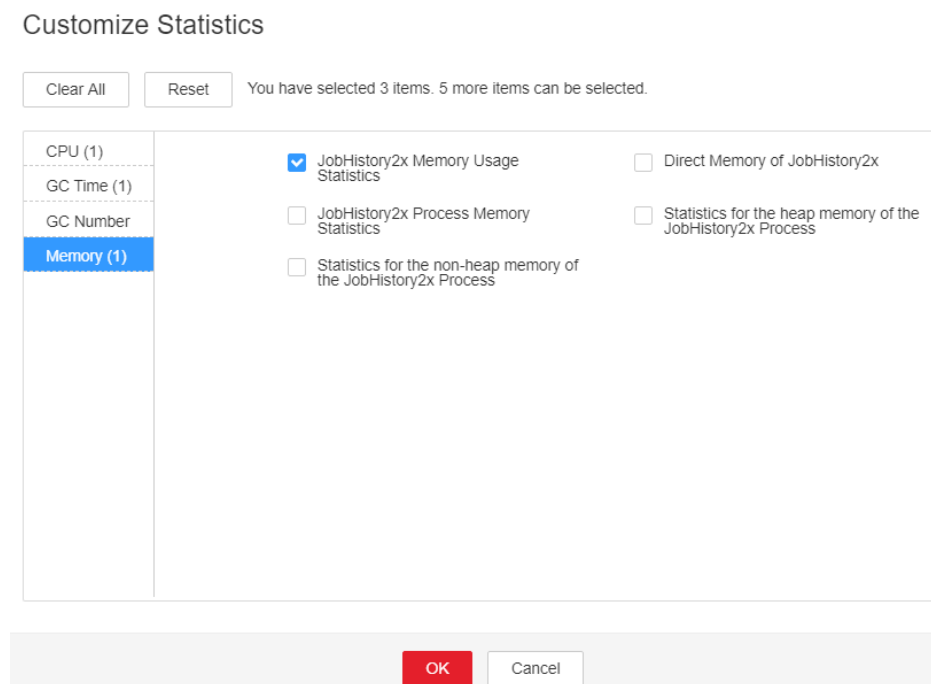 Customize Statistics
Clear All
Reset
You have selected 3 items. 5 more items can be selected.
CPU (1)
GC Time (1)
GC Number
Memory (1)
JobHistory2x Memory Usage
Statistics
Direct Memory of JobHistory2x
JobHistory2x Process Memory
Statistics
Statistics for the heap memory of the
JobHistory2x Process
Statistics for the non-heap memory of
the JobHistory2x Process
OK
Cancel